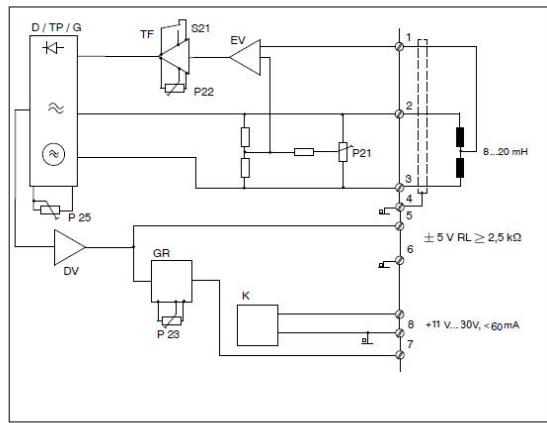 D / TP / G
TF
S21
EV
1
P22
2
P21
8...20 mH
3
4
P 25
5
± 5 V RL ≥ 2,5 kΩ
DV
GR
6
K
P 23
8
+11 V... 30V, <60mA
7